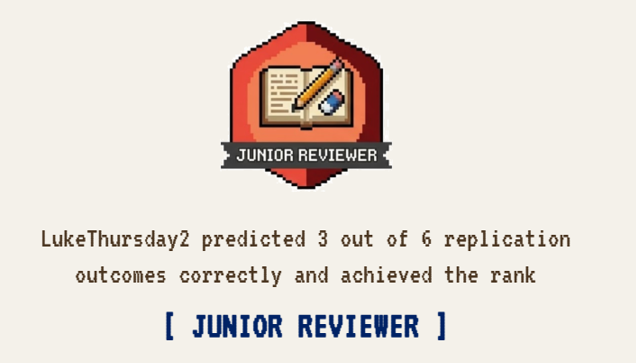 JUNIOR REVIEWER
LukeThursday2 predicted 3 out of 6 replication
outcomes correctly and achieved the rank
[ JUNIOR REVIEWER ]